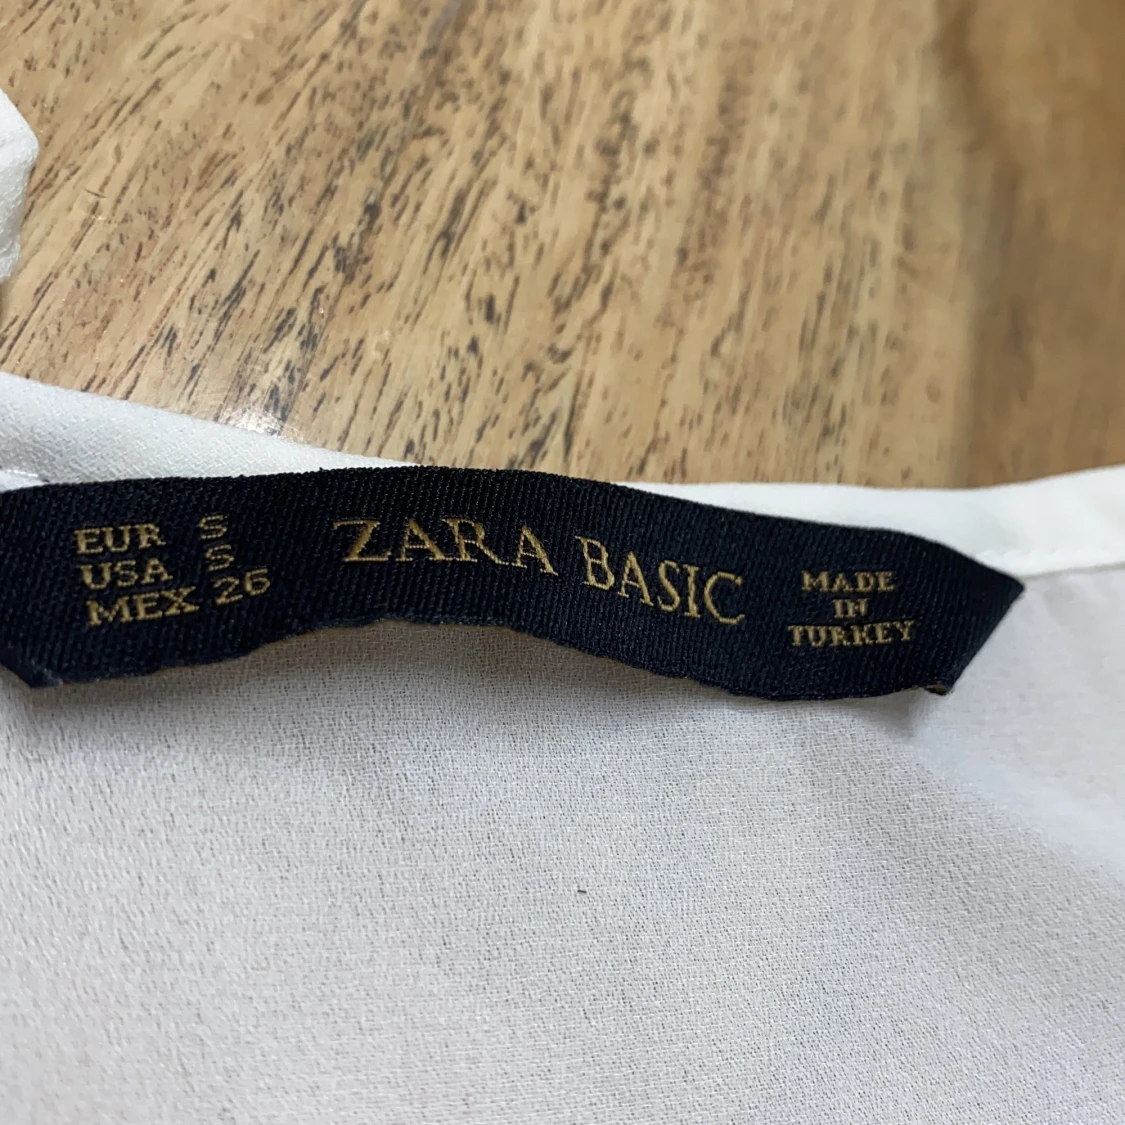 EUR S
USA S
MEX 26
ZARA BASIC
MADE
IN
TURKEY